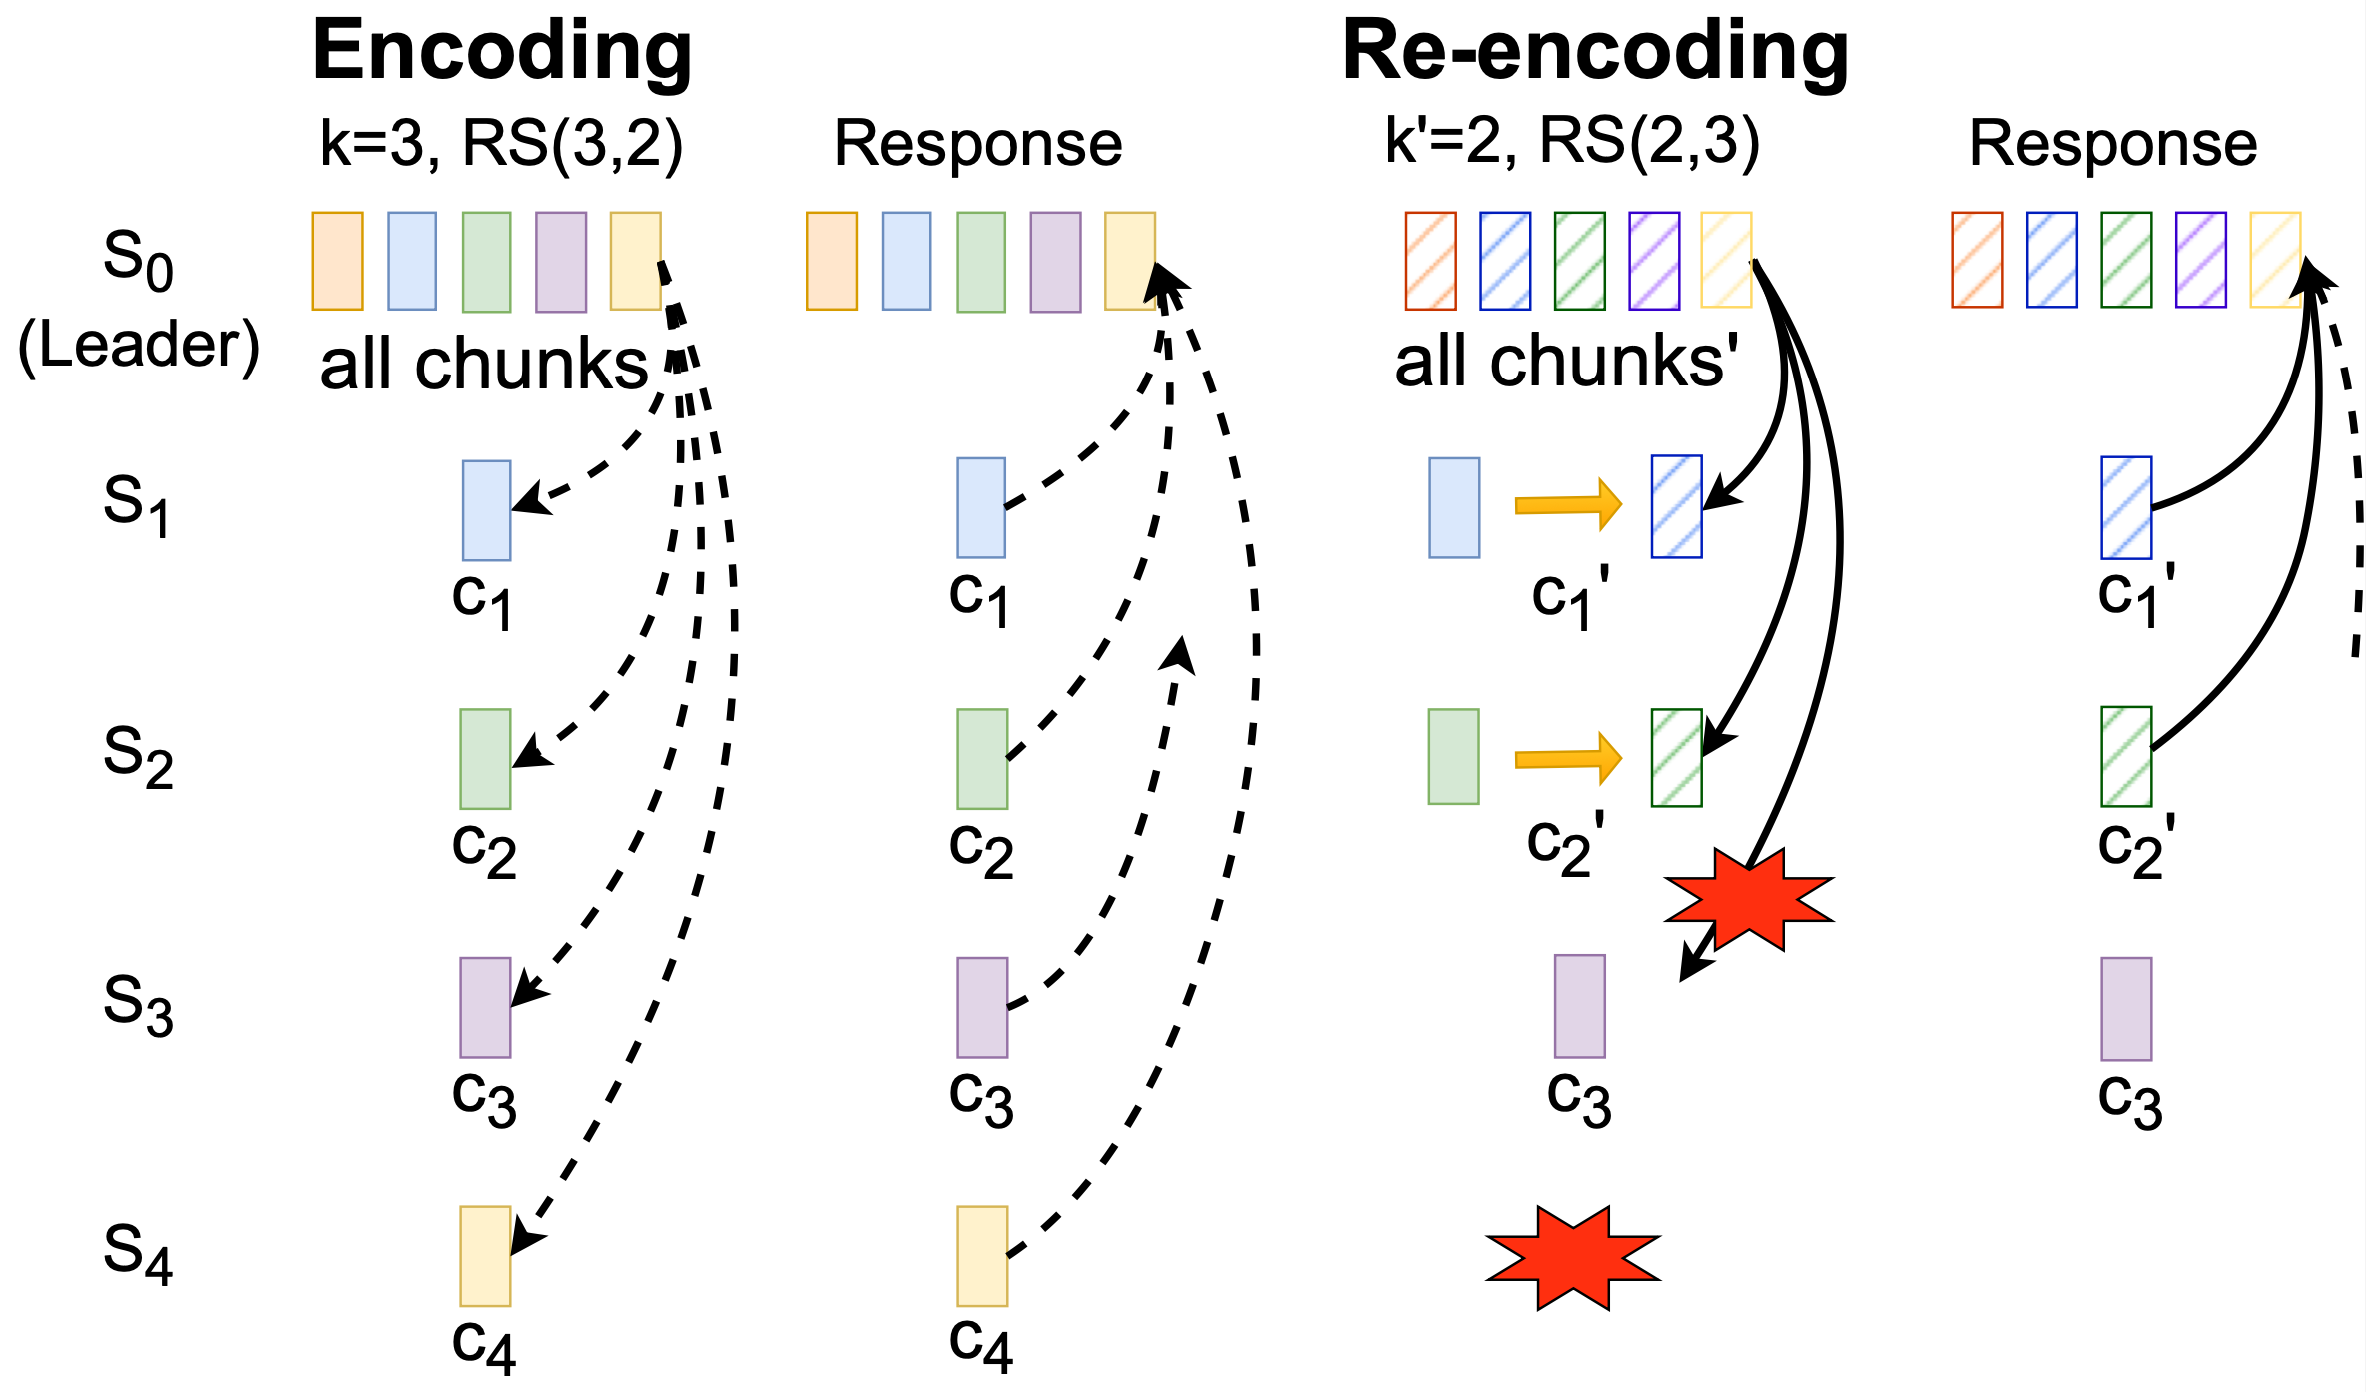 Encoding
Re-encoding
k=3, RS(3,2)
Response
k'=2, RS(2,3)
Response
S0
(Leader)
all chunks
all chunks'
S1
c1
c1
c1'
c1'
S2
c2
c2
c2'
c2'
S3
c3
c3
c3
c3
S4
c4
c4